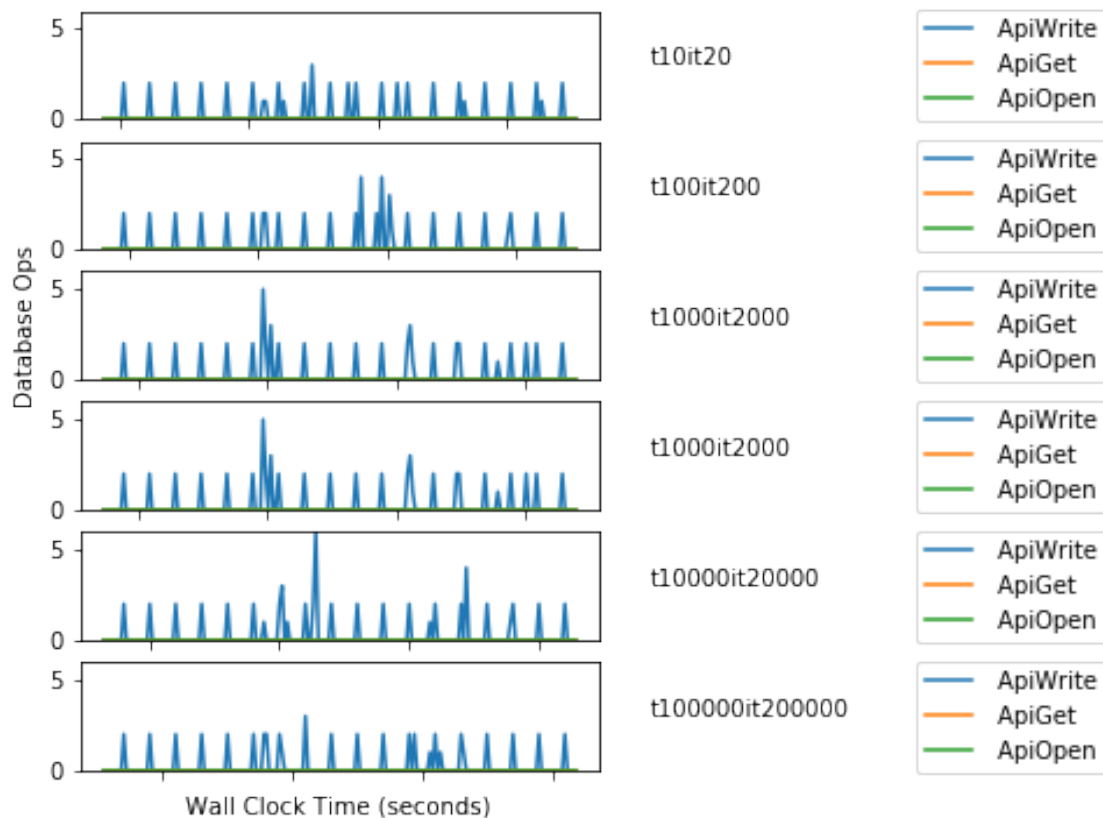 5
0
t10it20
ApiWrite
ApiGet
ApiOpen
5
0
t100it200
ApiWrite
ApiGet
ApiOpen
5
0
t1000it2000
ApiWrite
ApiGet
ApiOpen
Database Ops
5
0
t1000it2000
ApiWrite
ApiGet
ApiOpen
5
0
t10000it20000
ApiWrite
ApiGet
ApiOpen
5
0
t100000it200000
ApiWrite
ApiGet
ApiOpen
Wall Clock Time (seconds)